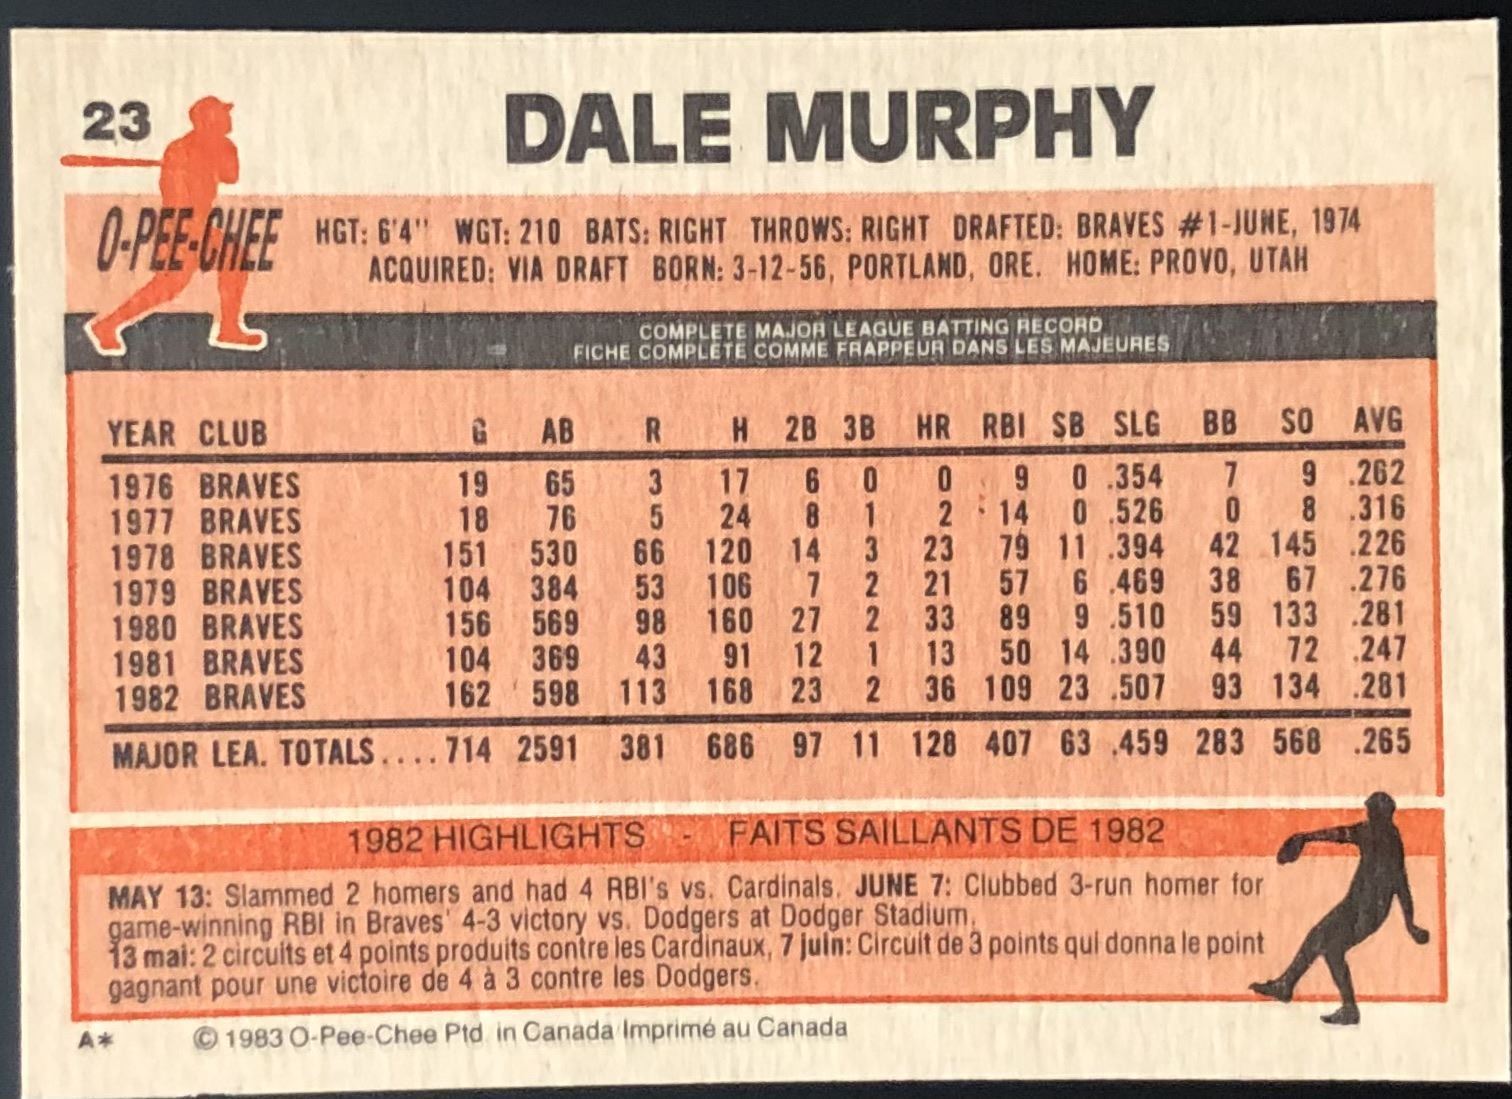 23
DALE MURPHY
O-PEE-CHEE
HGT: 6'4" WGT: 210 BATS: RIGHT THROWS: RIGHT DRAFTED: BRAVES #1-JUNE, 1974
ACQUIRED: VIA DRAFT BORN: 3-12-56, PORTLAND, ORE. HOME: PROVO, UTAH
COMPLETE MAJOR LEAGUE BATTING RECORD
FICHE COMPLETE COMME FRAPPEUR DANS LES MAJEURES
YEAR CLUB G AB R H 2B 3B HR RBI SB SLG BB SO AVG
1976 BRAVES 19 65 3 17 6 0 0 9 0 .354 7 9 .262
1977 BRAVES 18 76 5 24 8 1 2 14 0 .526 0 8 .316
1978 BRAVES 151 530 66 120 14 3 23 79 11 .394 42 145 .226
1979 BRAVES 104 384 53 106 7 2 21 57 6 .469 38 67 .276
1980 BRAVES 156 569 98 160 27 2 33 89 9 .510 59 133 .281
1981 BRAVES 104 369 43 91 12 1 13 50 14 .390 44 72 .247
1982 BRAVES 162 598 113 168 23 2 36 109 23 .507 93 134 .281
MAJOR LEA. TOTALS.... 714 2591 381 686 97 11 128 407 63 .459 283 568 .265
1982 HIGHLIGHTS - FAITS SAILLANTS DE 1982
MAY 13: Slammed 2 homers and had 4 RBI's vs. Cardinals. JUNE 7: Clubbed 3-run homer for
game-winning RBI in Braves' 4-3 victory vs. Dodgers at Dodger Stadium.
13 mai: 2 circuits et 4 points produits contre les Cardinaux, 7 juin: Circuit de 3 points qui donna le point
gagnant pour une victoire de 4 à 3 contre les Dodgers.
A* © 1983 O-Pee-Chee Ptd. in Canada Imprimé au Canada